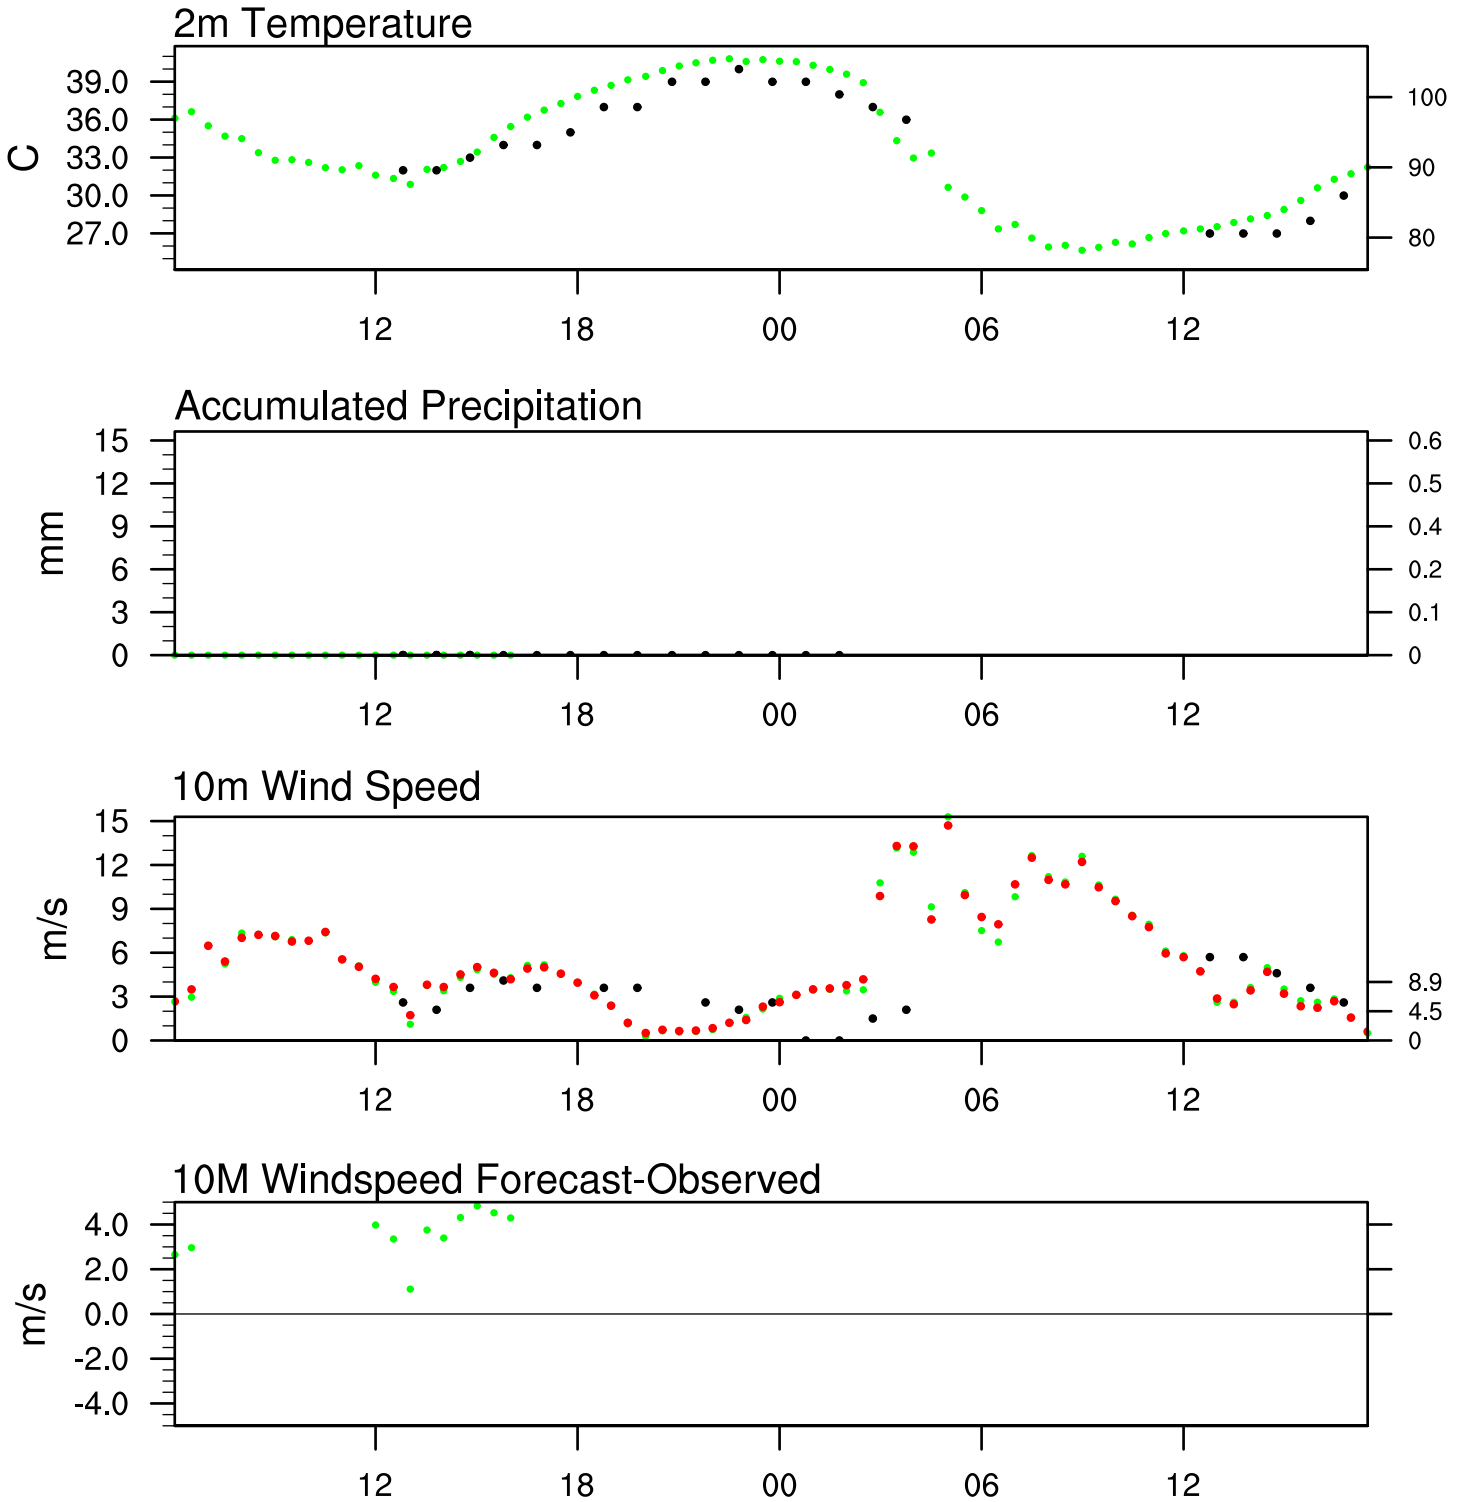 2m Temperature
39.0
36.0
33.0
30.0
27.0
C
100
90
80
12 18 00 06 12
Accumulated Precipitation
15
12
9
6
3
0
mm
0.6
0.5
0.4
0.2
0.1
0
12 18 00 06 12
10m Wind Speed
15
12
9
6
3
0
m/s
8.9
4.5
0
12 18 00 06 12
10M Windspeed Forecast-Observed
4.0
2.0
0.0
-2.0
-4.0
m/s
12 18 00 06 12